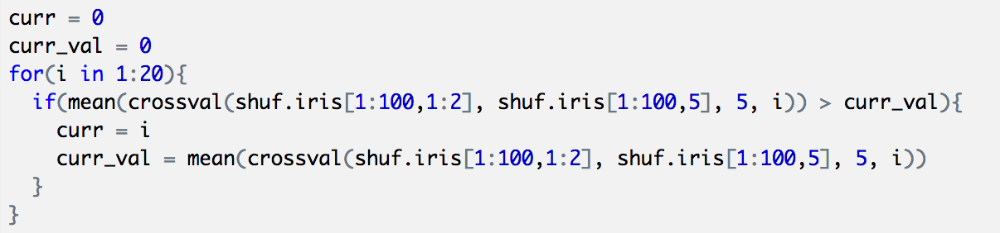 curr = 0
curr_val = 0
for(i in 1:20){
  if(mean(crossval(shuf.iris[1:100,1:2], shuf.iris[1:100,5], 5, i)) > curr_val){
    curr = i
    curr_val = mean(crossval(shuf.iris[1:100,1:2], shuf.iris[1:100,5], 5, i))
  }
}